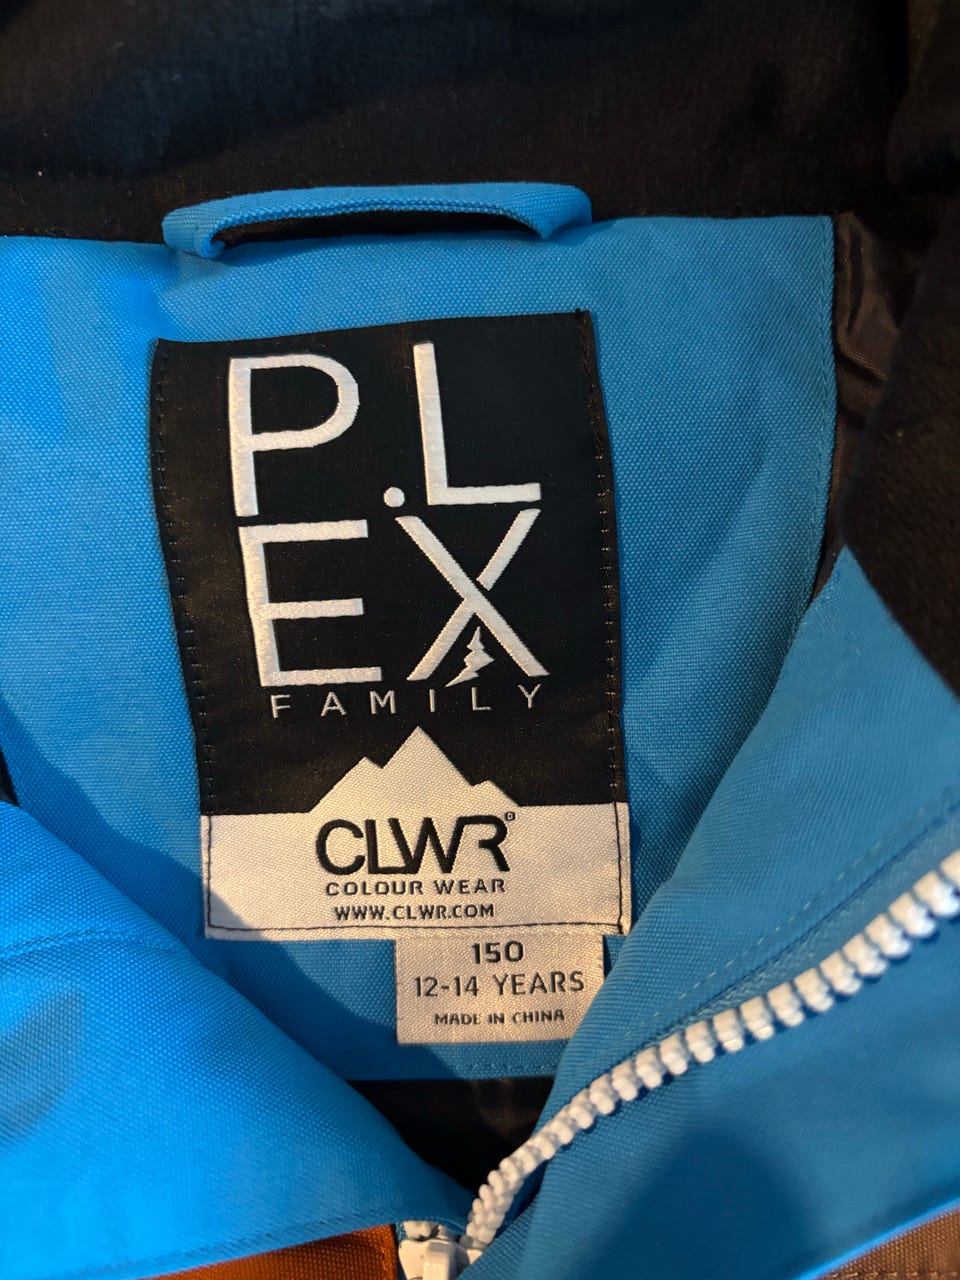 P.L
EX
FAMILY
CLWR®
COLOUR WEAR
WWW.CLWR.COM
150
12-14 YEARS
MADE IN CHINA